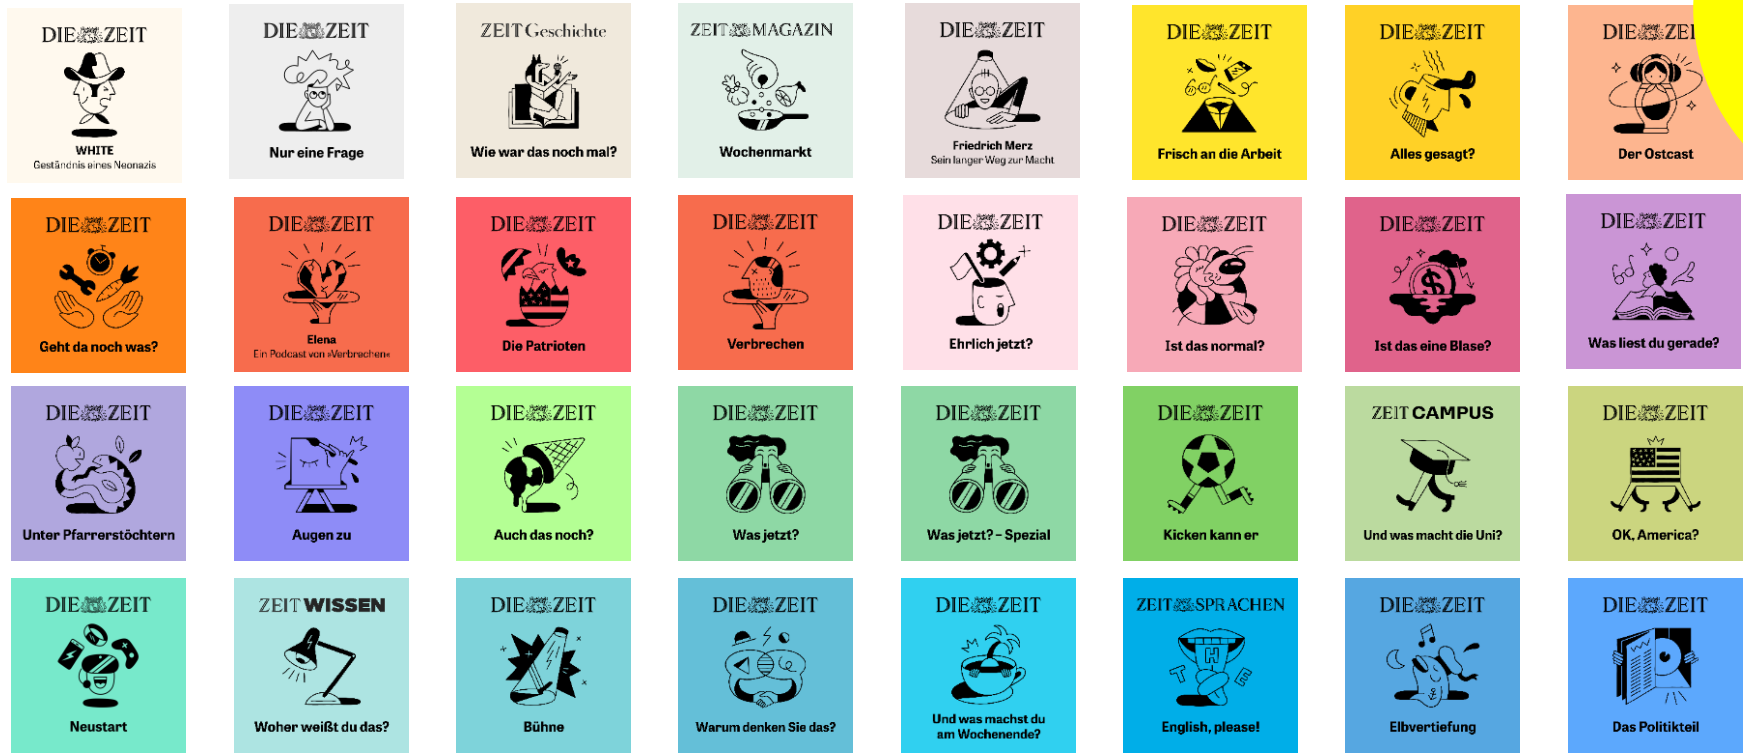 DIE ZEIT
WHITE
Geständnis eines Neonazis
DIE ZEIT
Nur eine Frage
ZEIT Geschichte
Wie war das noch mal?
ZEIT MAGAZIN
Wochenmarkt
DIE ZEIT
Friedrich Merz
Sein langer Weg zur Macht
DIE ZEIT
Frisch an die Arbeit
DIE ZEIT
Alles gesagt?
DIE ZE
Der Ostcast
DIE ZEIT
Geht da noch was?
DIE ZEIT
Elena
Ein Podcast von »Verbrechen«
DIE ZEIT
Die Patrioten
DIE ZEIT
Verbrechen
DIE ZEIT
Ehrlich jetzt?
DIE ZEIT
Ist das normal?
DIE ZEIT
$
Ist das eine Blase?
DIE ZEIT
Was liest du gerade?
DIE ZEIT
Unter Pfarrerstöchtern
DIE ZEIT
Augen zu
DIE ZEIT
Auch das noch?
DIE ZEIT
Was jetzt?
DIE ZEIT
Was jetzt? – Spezial
DIE ZEIT
Kicken kann er
ZEIT CAMPUS
Und was macht die Uni?
DIE ZEIT
OK, America?
DIE ZEIT
Neustart
ZEIT WISSEN
Woher weißt du das?
DIE ZEIT
Bühne
DIE ZEIT
Warum denken Sie das?
DIE ZEIT
Und was machst du
am Wochenende?
ZEIT SPRACHEN
T H E
English, please!
DIE ZEIT
Elbvertiefung
DIE ZEIT
Das Politikteil